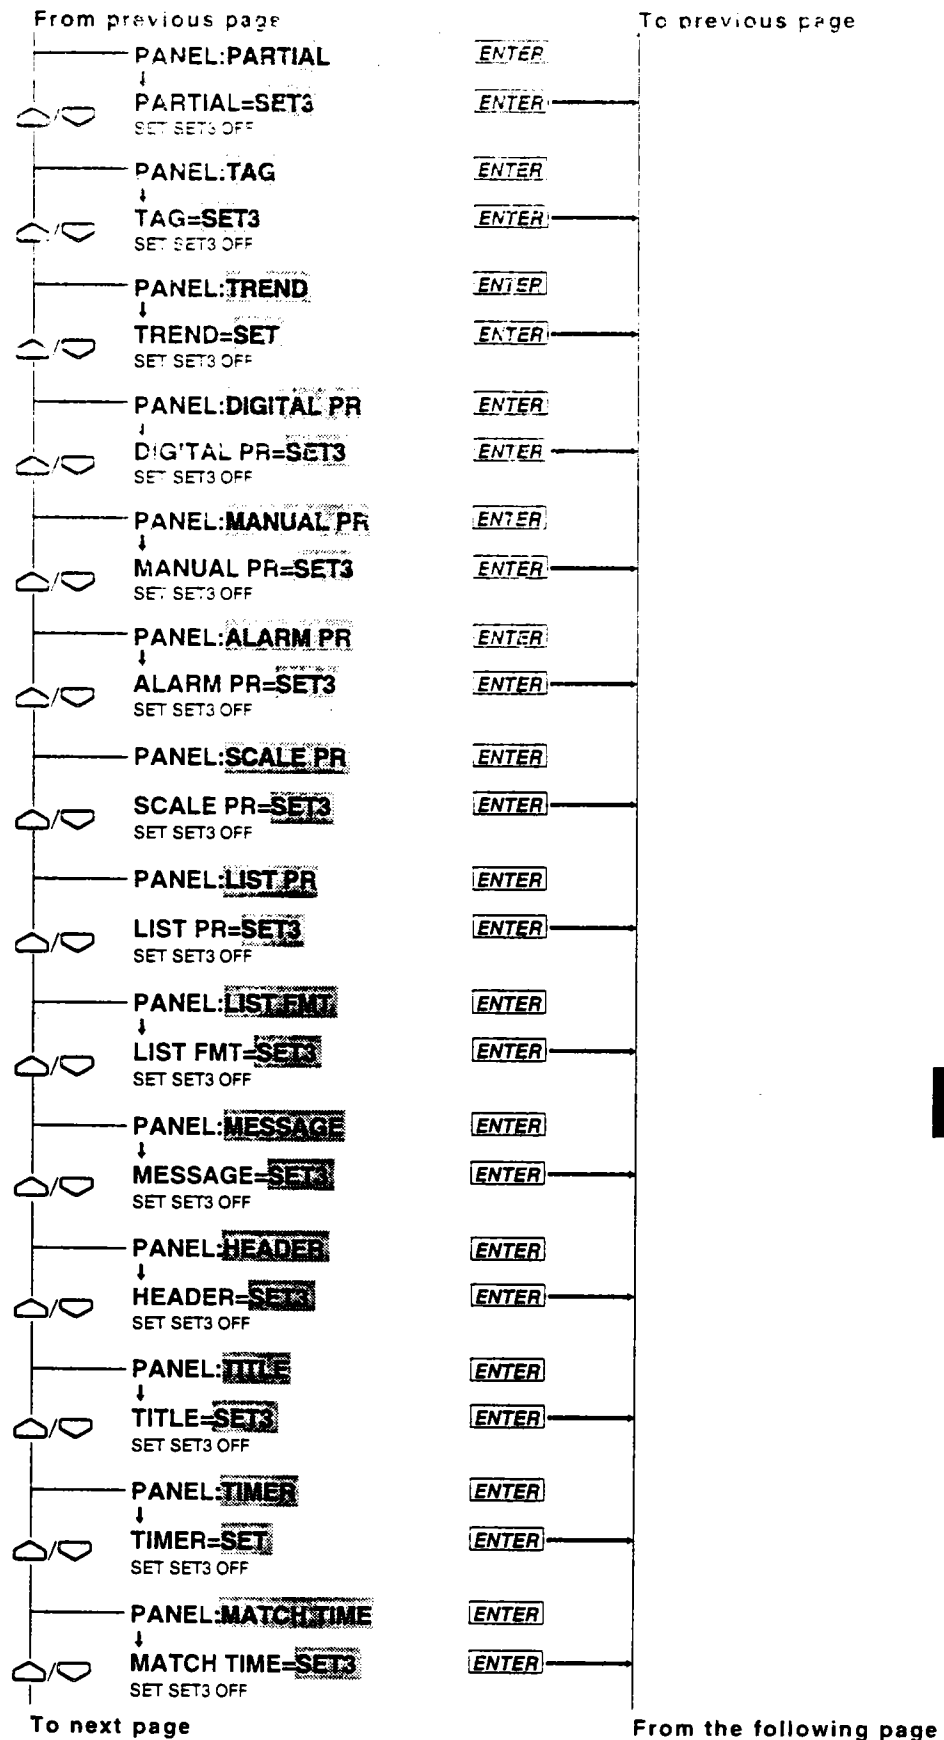 From previous page To previous page
PANEL:PARTIAL ENTER
PARTIAL=SET3 ENTER
SET SET3 OFF
PANEL:TAG ENTER
TAG=SET3 ENTER
SET SET3 OFF
PANEL:TREND ENTER
TREND=SET ENTER
SET SET3 OFF
PANEL:DIGITAL PR ENTER
DIGITAL PR=SET3 ENTER
SET SET3 OFF
PANEL:MANUAL PR ENTER
MANUAL PR=SET3 ENTER
SET SET3 OFF
PANEL:ALARM PR ENTER
ALARM PR=SET3 ENTER
SET SET3 OFF
PANEL:SCALE PR ENTER
SCALE PR=SET3 ENTER
SET SET3 OFF
PANEL:LIST PR ENTER
LIST PR=SET3 ENTER
SET SET3 OFF
PANEL:LIST FMT ENTER
LIST FMT=SET3 ENTER
SET SET3 OFF
PANEL:MESSAGE ENTER
MESSAGE=SET3 ENTER
SET SET3 OFF
PANEL:HEADER ENTER
HEADER=SET3 ENTER
SET SET3 OFF
PANEL:TITLE ENTER
TITLE=SET3 ENTER
SET SET3 OFF
PANEL:TIMER ENTER
TIMER=SET ENTER
SET SET3 OFF
PANEL:MATCH TIME ENTER
MATCH TIME=SET3 ENTER
SET SET3 OFF
To next page From the following page